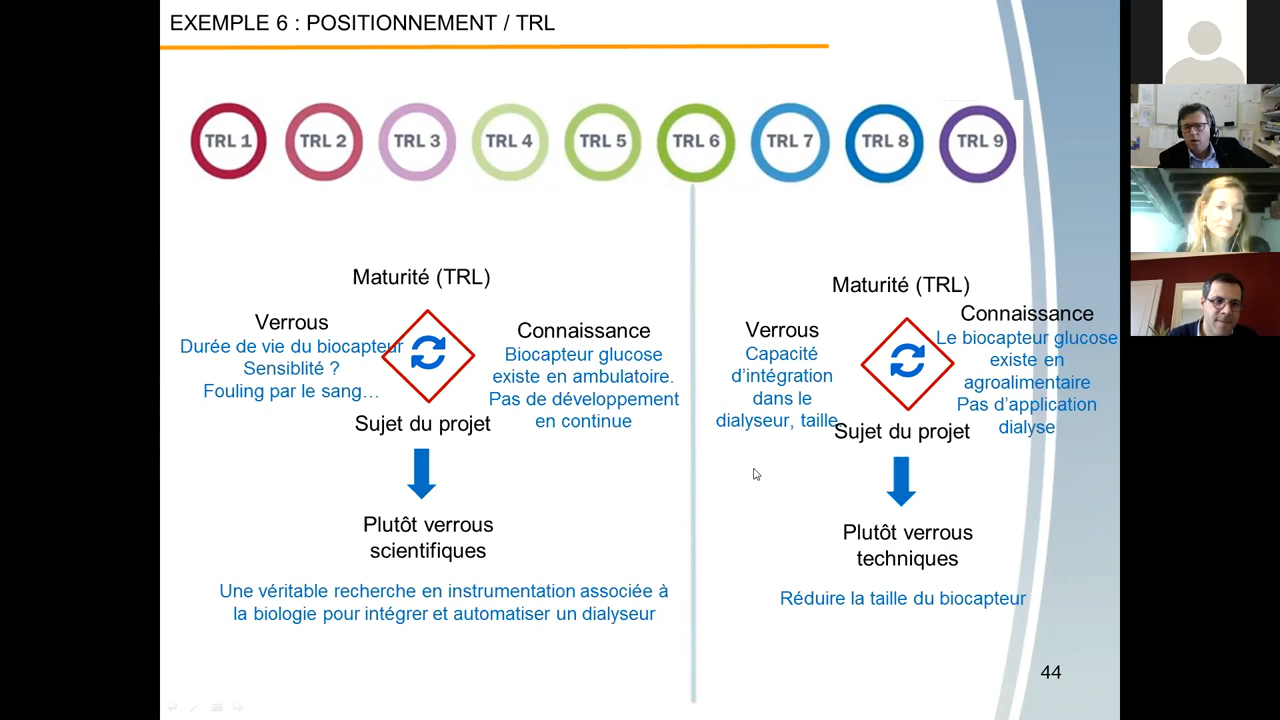 EXEMPLE 6 : POSITIONNEMENT / TRL
TRL 1 TRL 2 TRL 3 TRL 4 TRL 5 TRL 6 TRL 7 TRL 8 TRL 9
Maturité (TRL)
Verrous
Durée de vie du biocapteur
Sensiblité ?
Fouling par le sang…
Connaissance
Biocapteur glucose
existe en ambulatoire.
Pas de développement
en continue
Sujet du projet
Plutôt verrous
scientifiques
Une véritable recherche en instrumentation associée à
la biologie pour intégrer et automatiser un dialyseur
Maturité (TRL)
Verrous
Capacité
d'intégration
dans le
dialyseur, taille
Connaissance
Le biocapteur glucose
existe en
agroalimentaire
Pas d'application
dialyse
Sujet du projet
Plutôt verrous
techniques
Réduire la taille du biocapteur
44